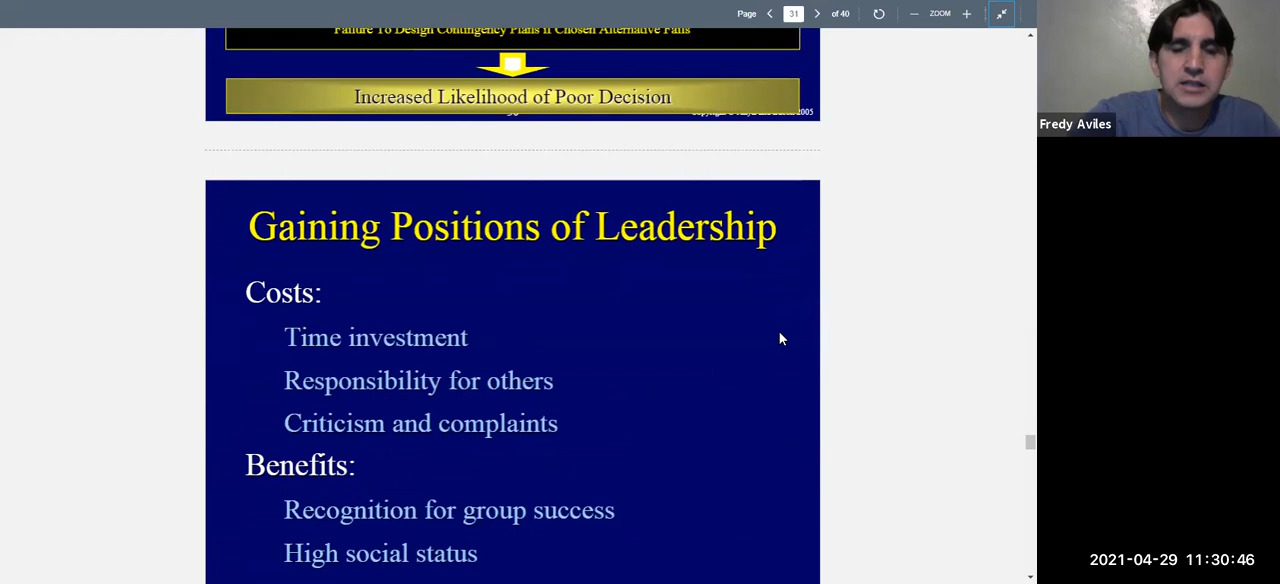 Page 31 of 40 ZOOM
Failure To Design Contingency Plans if Chosen Alternative Fails
Increased Likelihood of Poor Decision
2005
Fredy Aviles
Gaining Positions of Leadership
Costs:
Time investment
Responsibility for others
Criticism and complaints
Benefits:
Recognition for group success
High social status
2021-04-29 11:30:46